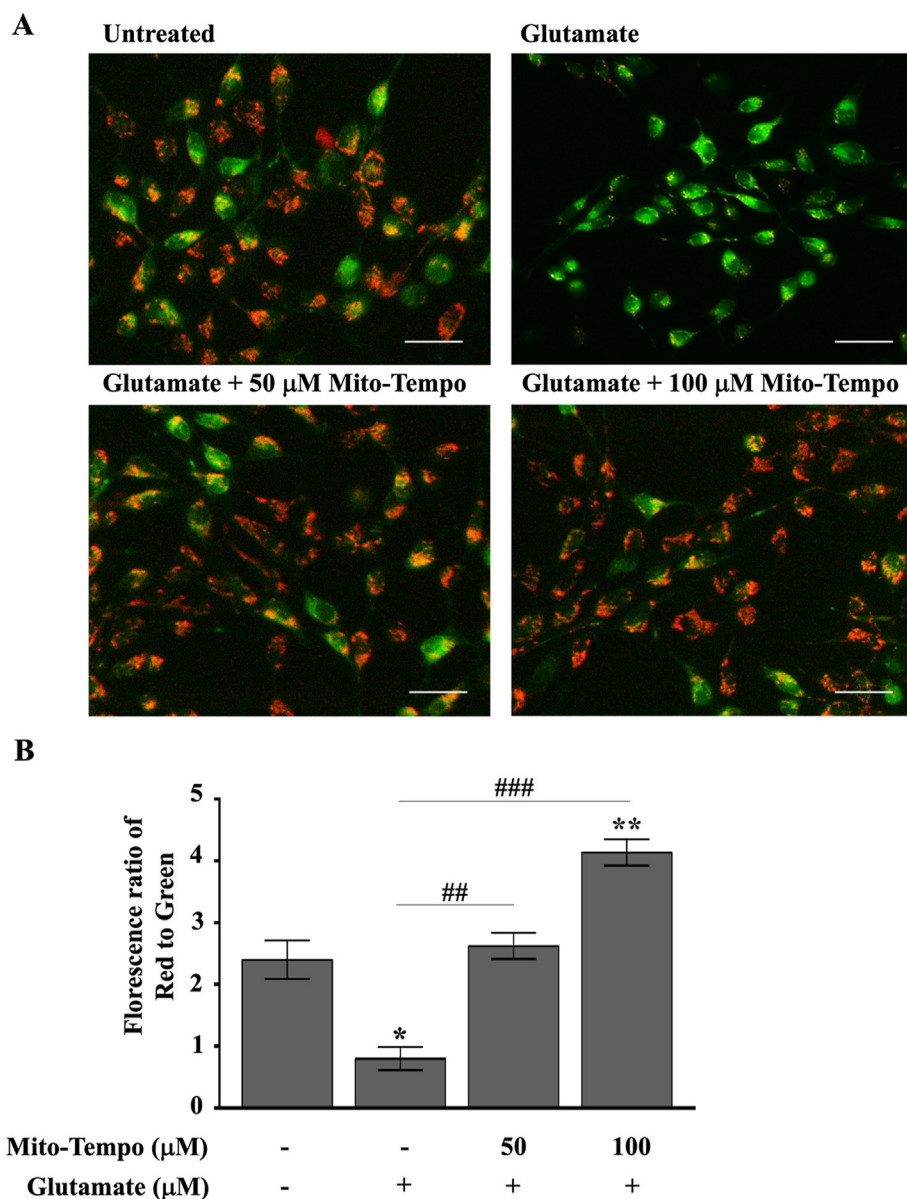 A
Untreated
Glutamate
Glutamate + 50 μM Mito-Tempo
Glutamate + 100 μM Mito-Tempo
B
Florescence ratio of
Red to Green
5
4
3
2
1
0
###
**
##
*
Mito-Tempo (μM) - - 50 100
Glutamate (μM) - + + +